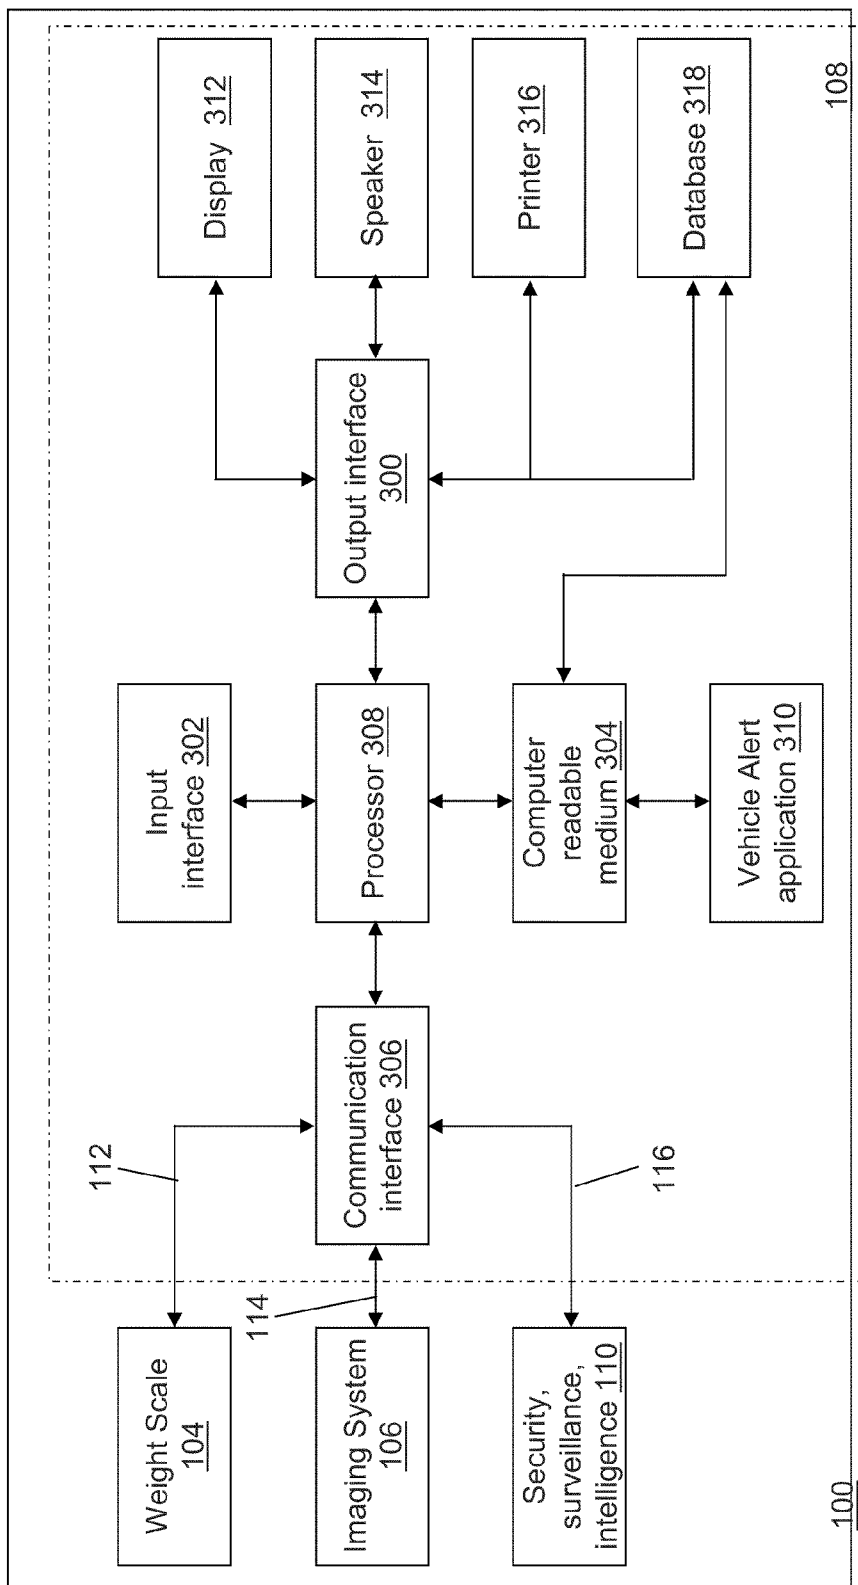 Weight Scale
104
Imaging System
106
Security,
surveillance,
intelligence 110
112
114
116
Communication
interface 306
Input
interface 302
Processor 308
Computer
readable
medium 304
Vehicle Alert
application 310
Output interface
300
Display 312
Speaker 314
Printer 316
Database 318
108
100